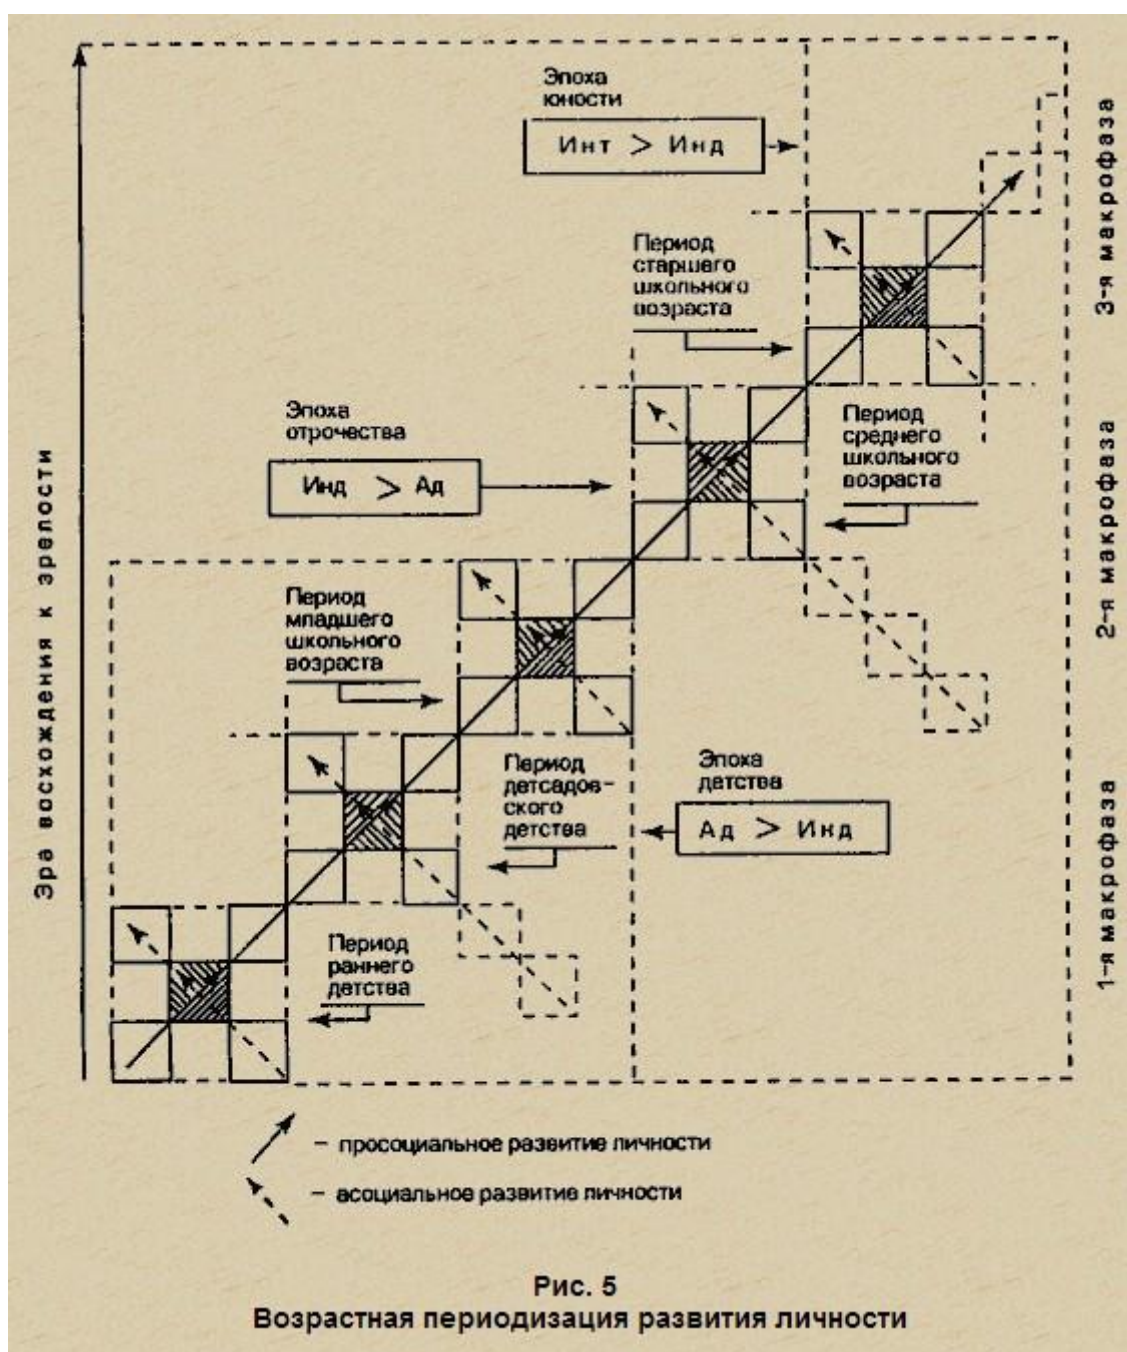 Эпоха
юности
Инт > Инд
Период
старшего
школьного
возраста
Эпоха
отрочества
Инд > Ад
Период
среднего
школьного
возраста
Период
младшего
школьного
возраста
Период
детсадов-
ского
детства
Эпоха
детства
Ад > Инд
Период
раннего
детства
Эра восхождения к зрелости
3-я макрофаза
2-я макрофаза
1-я макрофаза
– просоциальное развитие личности
– асоциальное развитие личности
Рис. 5
Возрастная периодизация развития личности